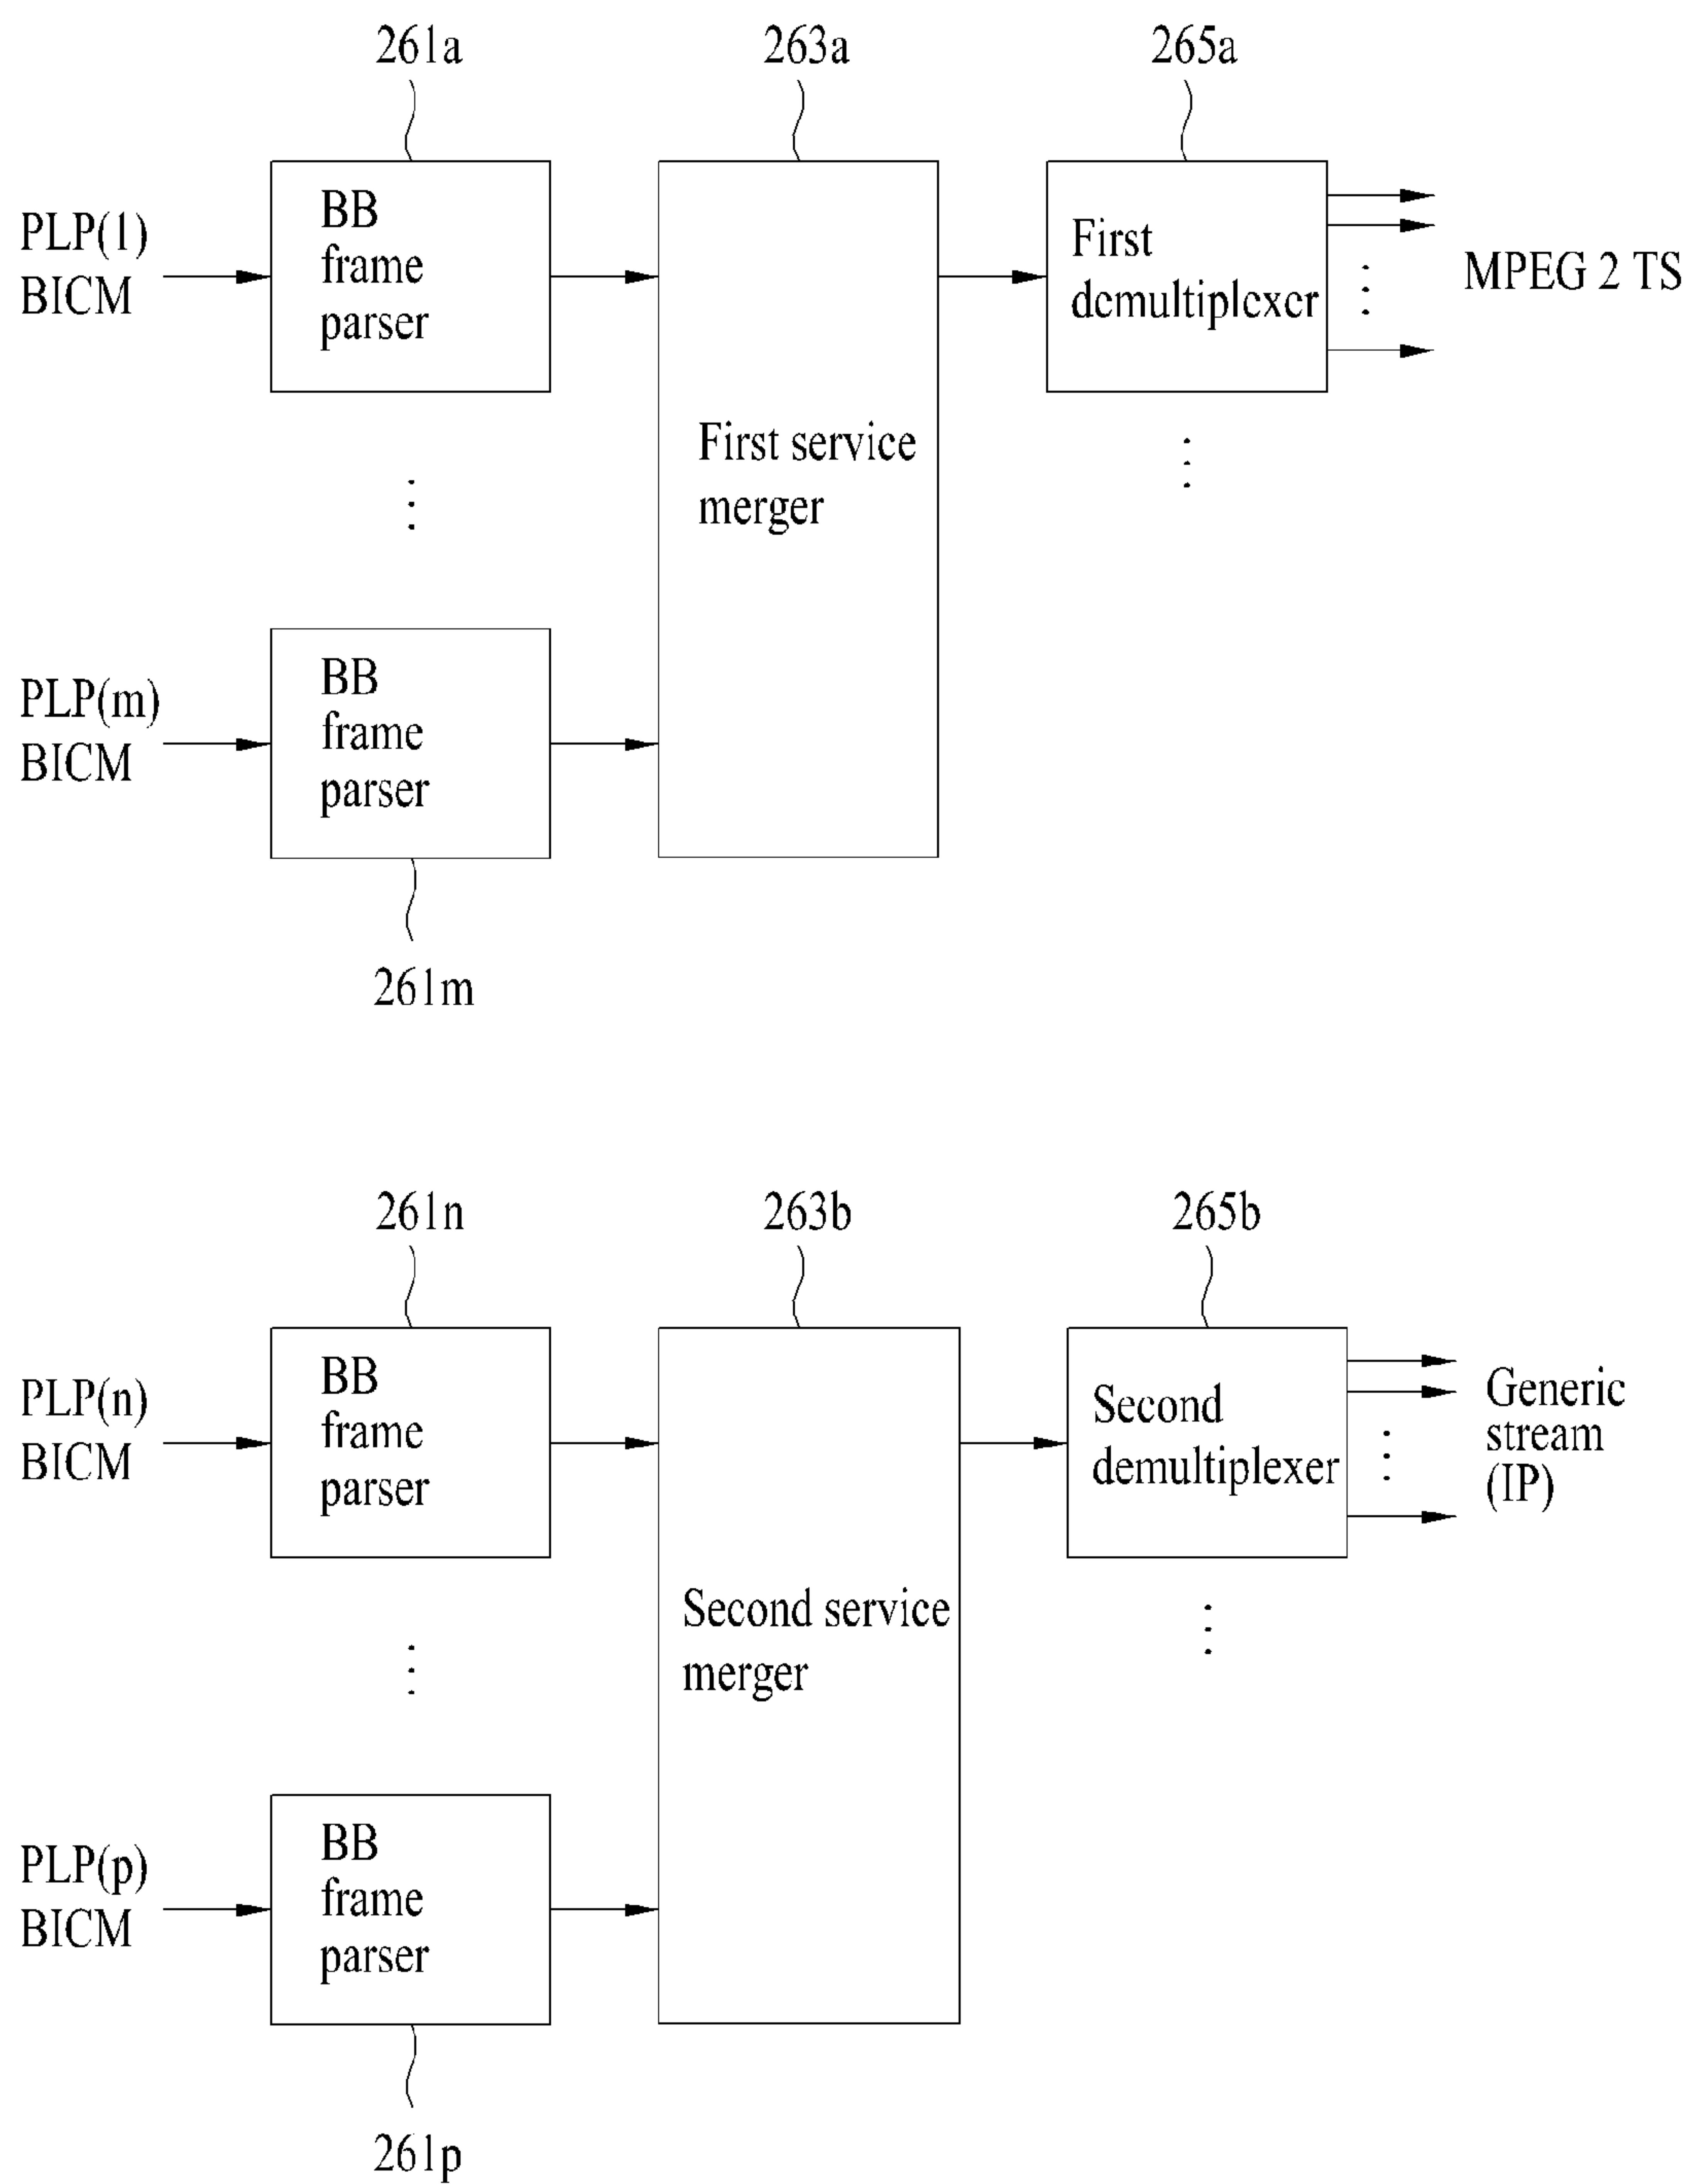 261a
263a
265a
PLP(1)
BICM
BB
frame
parser
First service
merger
First
demultiplexer
MPEG 2 TS
PLP(m)
BICM
BB
frame
parser
261m
261n
263b
265b
PLP(n)
BICM
BB
frame
parser
Second service
merger
Second
demultiplexer
Generic
stream
(IP)
PLP(p)
BICM
BB
frame
parser
261p